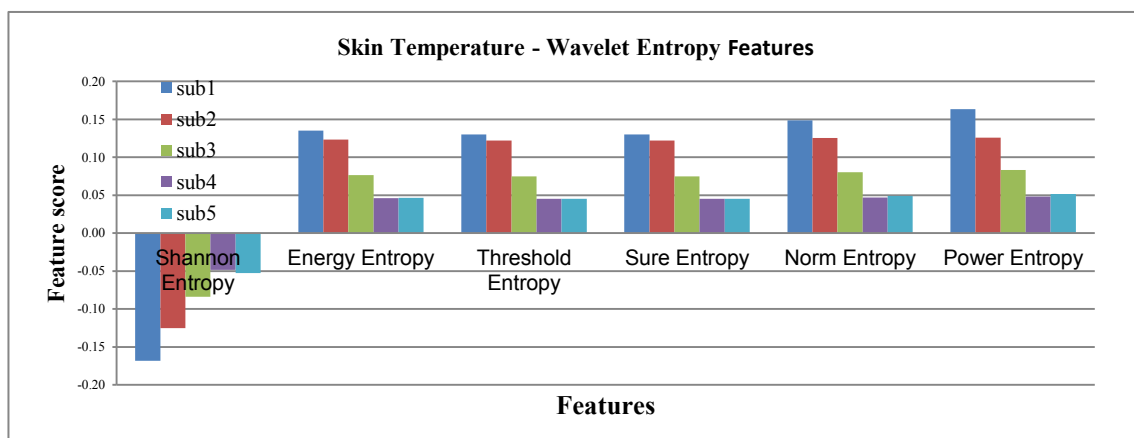 Skin Temperature - Wavelet Entropy Features
0.20
0.15
0.10
0.05
0.00
-0.05
-0.10
-0.15
-0.20
Feature score
sub1
sub2
sub3
sub4
sub5
Shannon
Entropy
Energy Entropy
Threshold
Entropy
Sure Entropy
Norm Entropy
Power Entropy
Features